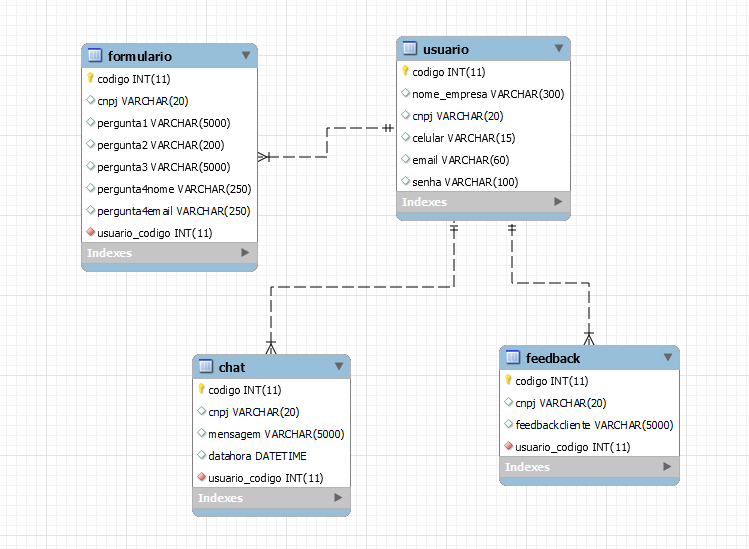 formulario
codigo INT(11)
cnpj VARCHAR(20)
pergunta1 VARCHAR(5000)
pergunta2 VARCHAR(200)
pergunta3 VARCHAR(5000)
pergunta4nome VARCHAR(250)
pergunta4email VARCHAR(250)
usuario_codigo INT(11)
Indexes
usuario
codigo INT(11)
nome_empresa VARCHAR(300)
cnpj VARCHAR(20)
celular VARCHAR(15)
email VARCHAR(60)
senha VARCHAR(100)
Indexes
chat
codigo INT(11)
cnpj VARCHAR(20)
mensagem VARCHAR(5000)
datahora DATETIME
usuario_codigo INT(11)
Indexes
feedback
codigo INT(11)
cnpj VARCHAR(20)
feedbackcliente VARCHAR(5000)
usuario_codigo INT(11)
Indexes